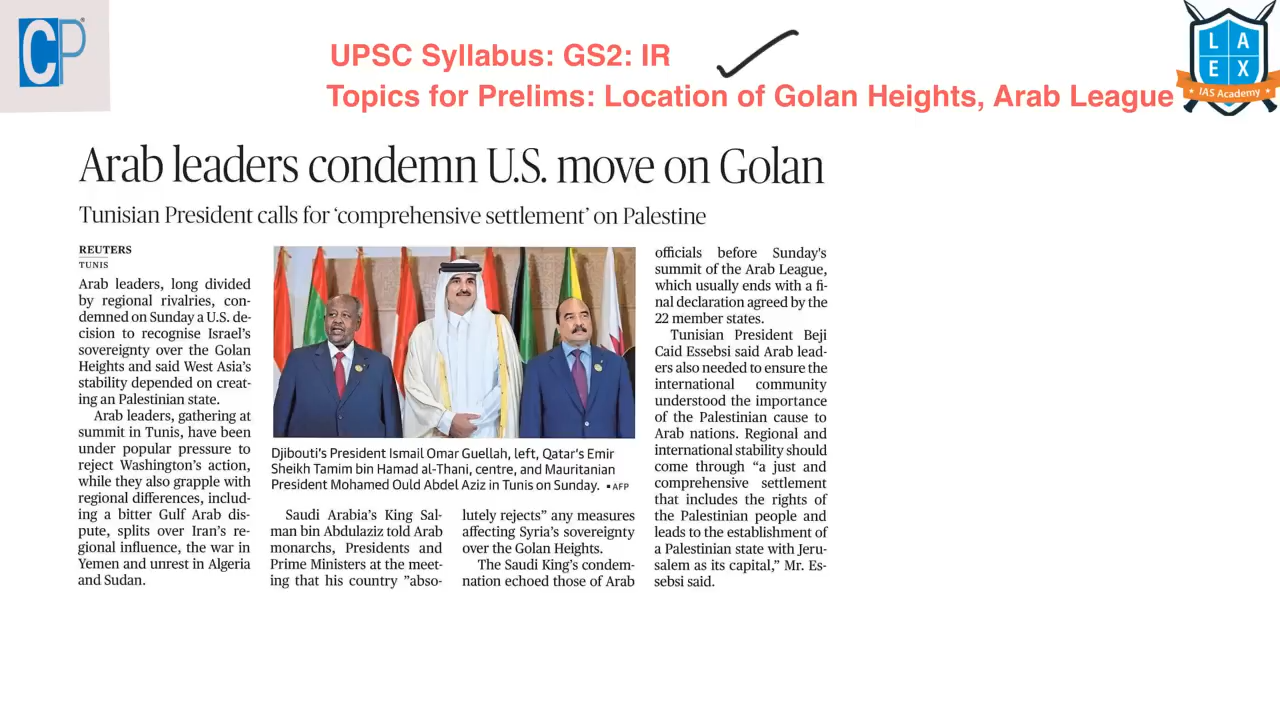 CP
UPSC Syllabus: GS2: IR
Topics for Prelims: Location of Golan Heights, Arab League
L A
E X
IAS Academy
Arab leaders condemn U.S. move on Golan
Tunisian President calls for ‘comprehensive settlement’ on Palestine
REUTERS
TUNIS
Arab leaders, long divided
by regional rivalries, con-
demned on Sunday a U.S. de-
cision to recognise Israel’s
sovereignty over the Golan
Heights and said West Asia’s
stability depended on creat-
ing an Palestinian state.
Arab leaders, gathering at
summit in Tunis, have been
under popular pressure to
reject Washington’s action,
while they also grapple with
regional differences, includ-
ing a bitter Gulf Arab dis-
pute, splits over Iran’s re-
gional influence, the war in
Yemen and unrest in Algeria
and Sudan.
Djibouti’s President Ismail Omar Guellah, left, Qatar’s Emir
Sheikh Tamim bin Hamad al-Thani, centre, and Mauritanian
President Mohamed Ould Abdel Aziz in Tunis on Sunday. ▪ AFP
Saudi Arabia’s King Sal-
man bin Abdulaziz told Arab
monarchs, Presidents and
Prime Ministers at the meet-
ing that his country ”abso-
lutely rejects” any measures
affecting Syria’s sovereignty
over the Golan Heights.
The Saudi King’s condem-
nation echoed those of Arab
officials before Sunday’s
summit of the Arab League,
which usually ends with a fi-
nal declaration agreed by the
22 member states.
Tunisian President Beji
Caid Essebsi said Arab lead-
ers also needed to ensure the
international community
understood the importance
of the Palestinian cause to
Arab nations. Regional and
international stability should
come through “a just and
comprehensive settlement
that includes the rights of
the Palestinian people and
leads to the establishment of
a Palestinian state with Jeru-
salem as its capital,” Mr. Es-
sebsi said.